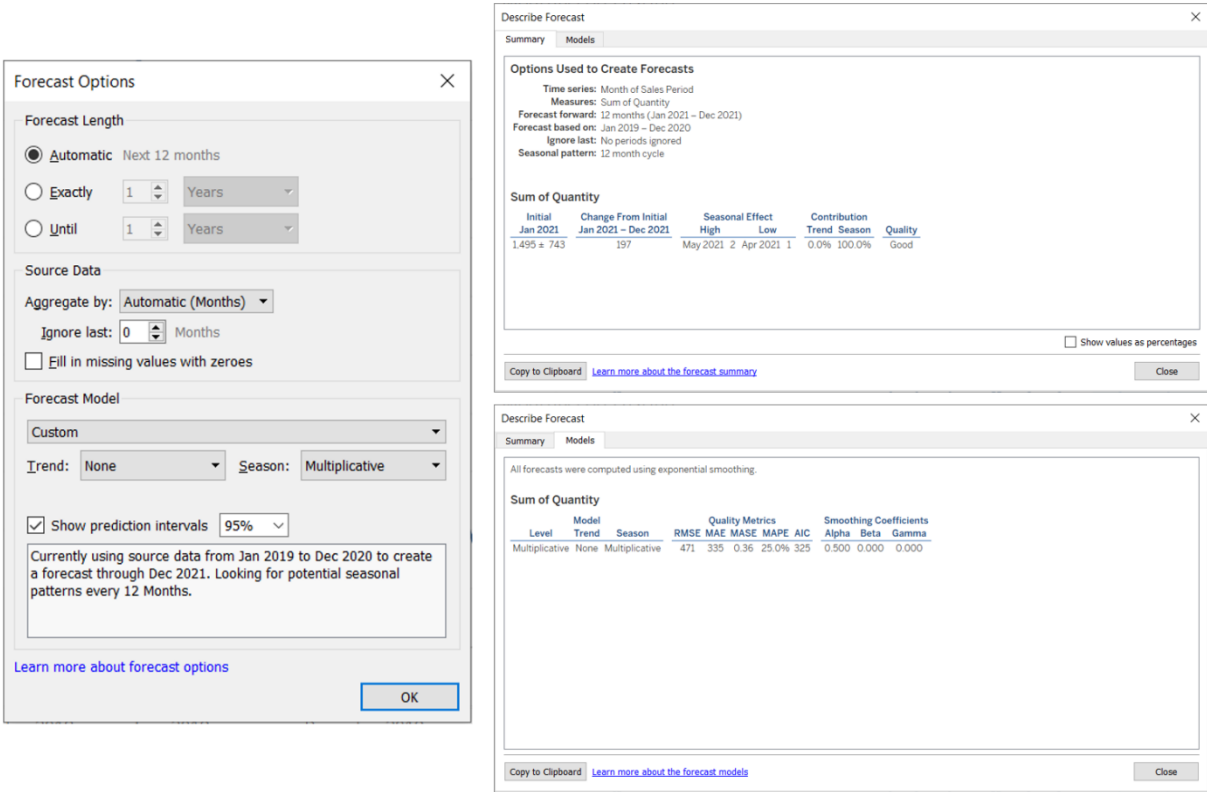 Forecast Options
Forecast Length
Automatic Next 12 months
Exactly 1 Years
Until 1 Years
Source Data
Aggregate by: Automatic (Months)
Ignore last: 0 Months
Fill in missing values with zeroes
Forecast Model
Custom
Trend: None Season: Multiplicative
Show prediction intervals 95%
Currently using source data from Jan 2019 to Dec 2020 to create
a forecast through Dec 2021. Looking for potential seasonal
patterns every 12 Months.
Learn more about forecast options
OK
Describe Forecast
Summary Models
Options Used to Create Forecasts
Time series: Month of Sales Period
Measures: Sum of Quantity
Forecast forward: 12 months (Jan 2021 – Dec 2021)
Forecast based on: Jan 2019 – Dec 2020
Ignore last: No periods ignored
Seasonal pattern: 12 month cycle
Sum of Quantity
Initial Change From Initial Seasonal Effect Contribution
Jan 2021 Jan 2021 – Dec 2021 High Low Trend Season Quality
1,495 ± 743 197 May 2021 2 Apr 2021 1 0.0% 100.0% Good
Show values as percentages
Copy to Clipboard Learn more about the forecast summary Close
Describe Forecast
Summary Models
All forecasts were computed using exponential smoothing.
Sum of Quantity
Model Quality Metrics Smoothing Coefficients
Level Trend Season RMSE MAE MASE MAPE AIC Alpha Beta Gamma
Multiplicative None Multiplicative 471 335 0.36 25.0% 325 0.500 0.000 0.000
Copy to Clipboard Learn more about the forecast models Close